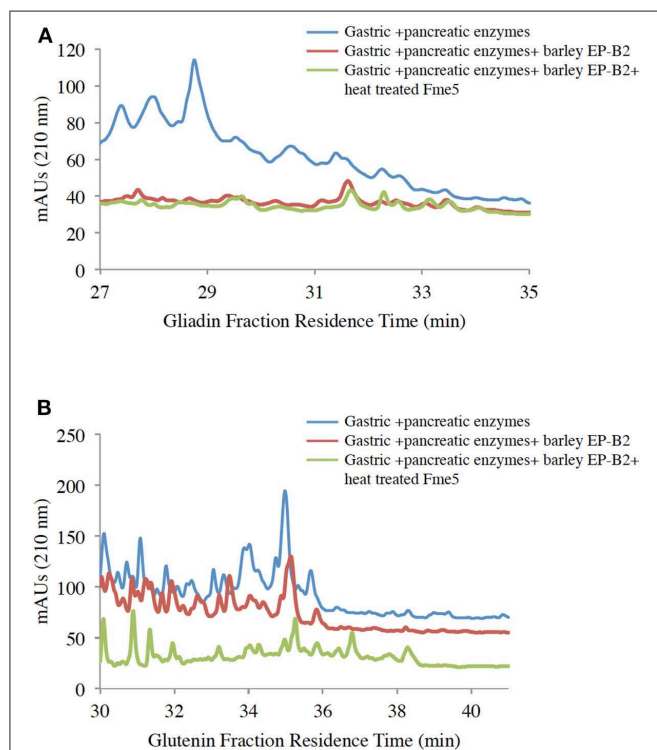 A
Gastric +pancreatic enzymes
Gastric +pancreatic enzymes+ barley EP-B2
Gastric +pancreatic enzymes+ barley EP-B2+
heat treated Fme5
mAUs (210 nm)
120
100
80
60
40
20
0
27 29 31 33 35
Gliadin Fraction Residence Time (min)
B
Gastric +pancreatic enzymes
Gastric +pancreatic enzymes+ barley EP-B2
Gastric +pancreatic enzymes+ barley EP-B2+
heat treated Fme5
mAUs (210 nm)
250
200
150
100
50
0
30 32 34 36 38 40
Glutenin Fraction Residence Time (min)